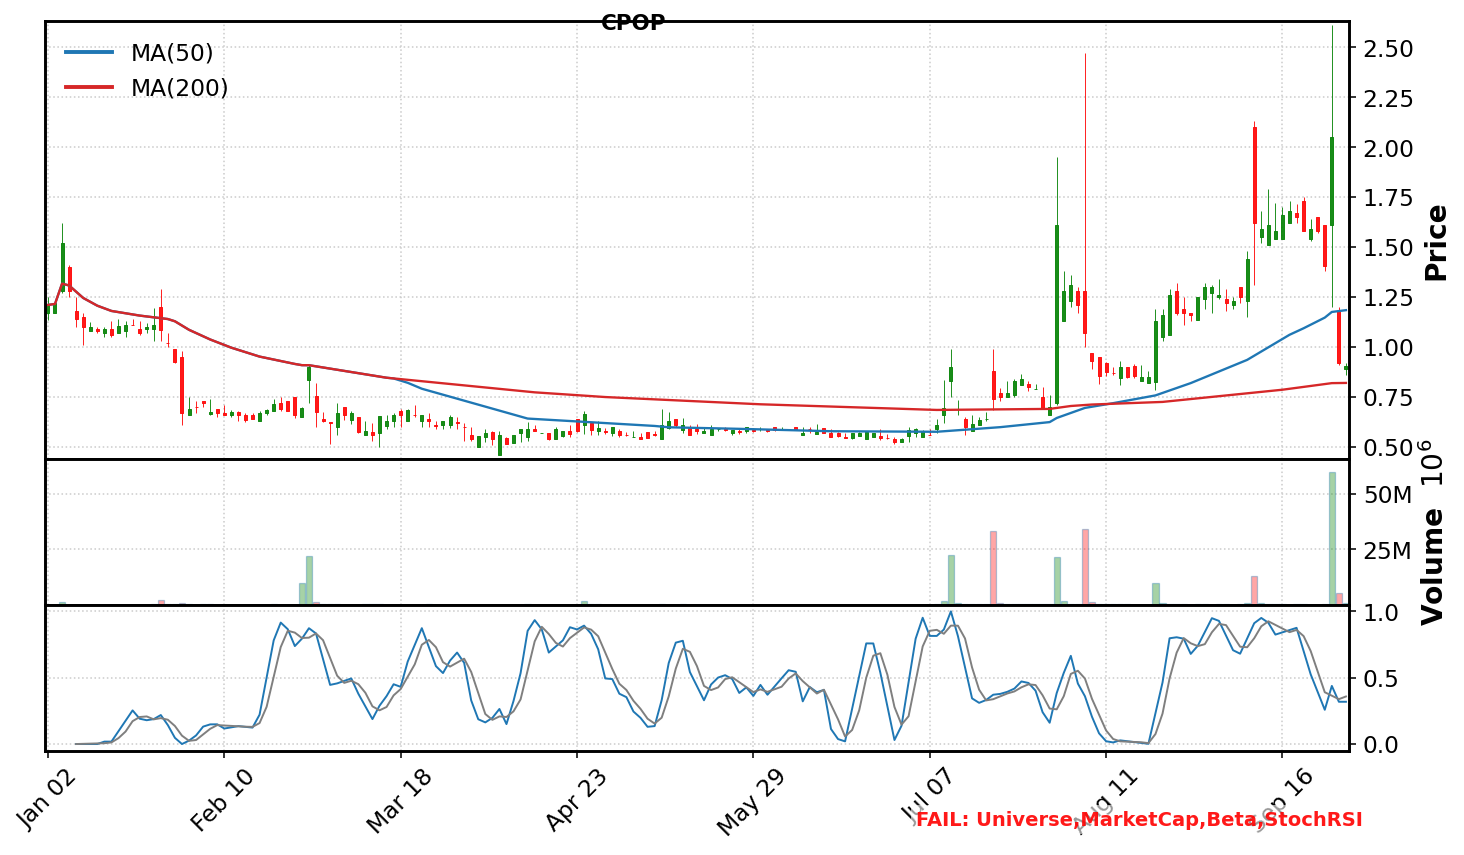 CPOP
MA(50)
MA(200)
2.50
2.25
2.00
1.75
1.50
1.25
1.00
0.75
0.50
Price
50M
25M
Volume 10⁶
1.0
0.5
0.0
Jan 02
Feb 10
Mar 18
Apr 23
May 29
Jul 07
Aug 11
Sep 16
FAIL: Universe,MarketCap,Beta,StochRSI